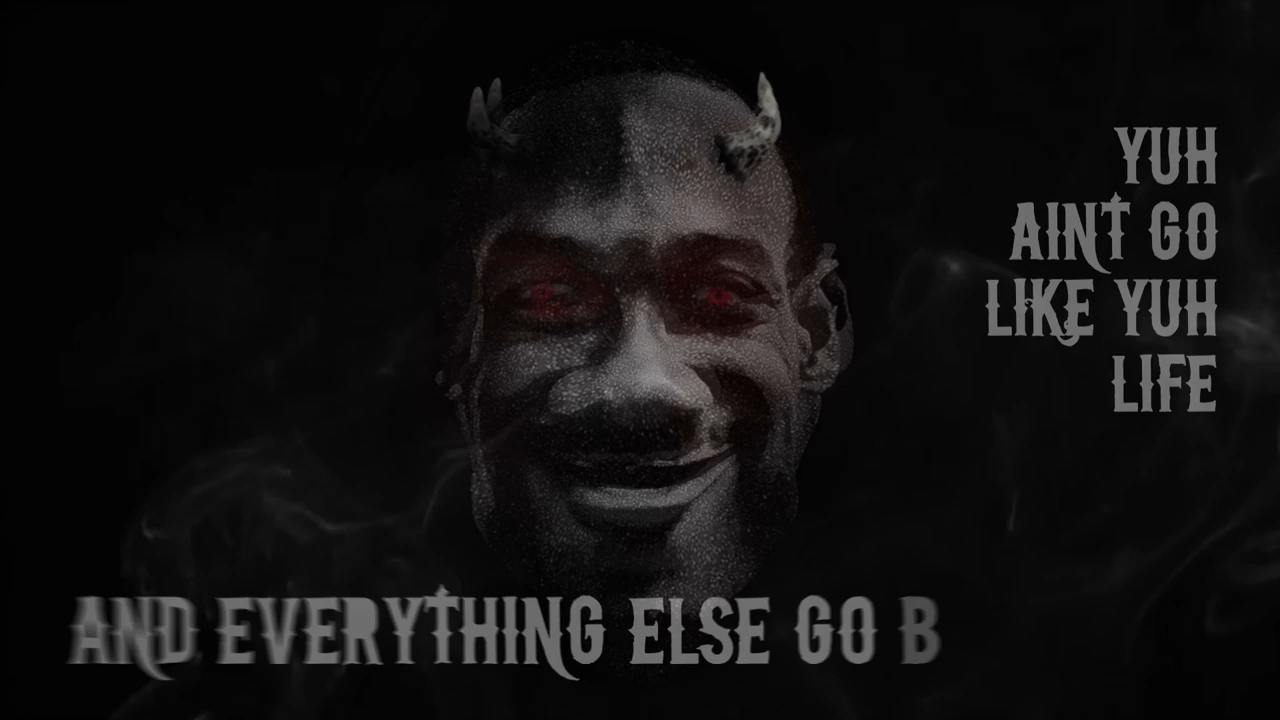 YUH
AINT GO
LIKE YUH
LIFE
AND EVERYTHING ELSE GO B